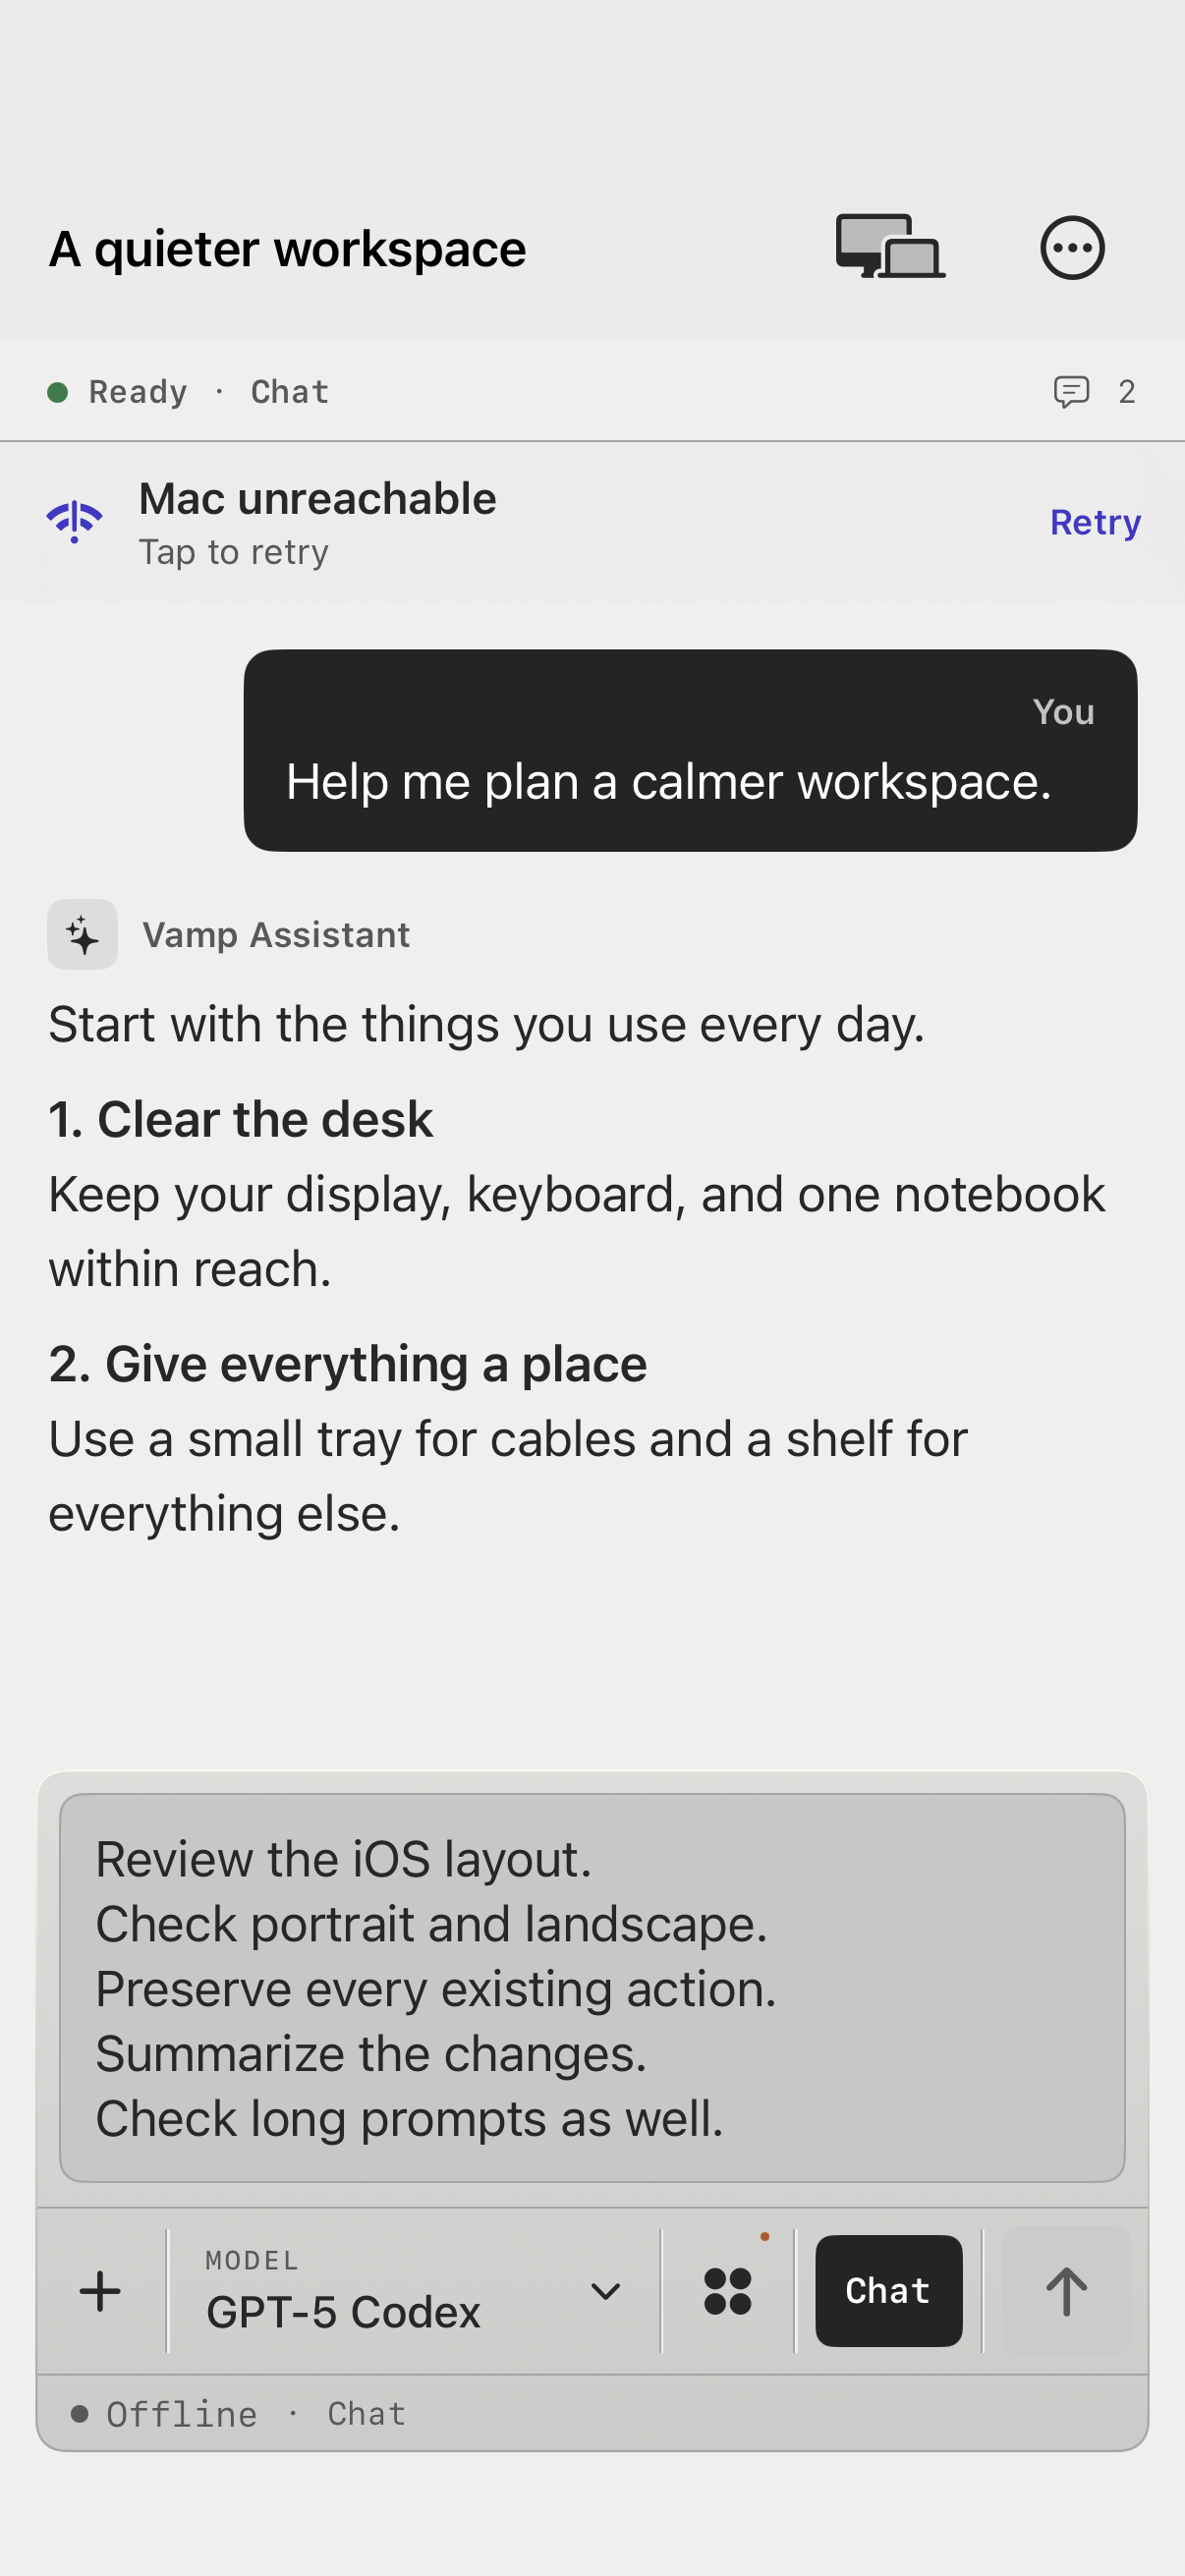 A quieter workspace
Ready · Chat
2
Mac unreachable
Tap to retry
Retry
You
Help me plan a calmer workspace.
Vamp Assistant
Start with the things you use every day.
1. Clear the desk
Keep your display, keyboard, and one notebook
within reach.
2. Give everything a place
Use a small tray for cables and a shelf for
everything else.
Review the iOS layout.
Check portrait and landscape.
Preserve every existing action.
Summarize the changes.
Check long prompts as well.
MODEL
GPT-5 Codex
Chat
Offline · Chat